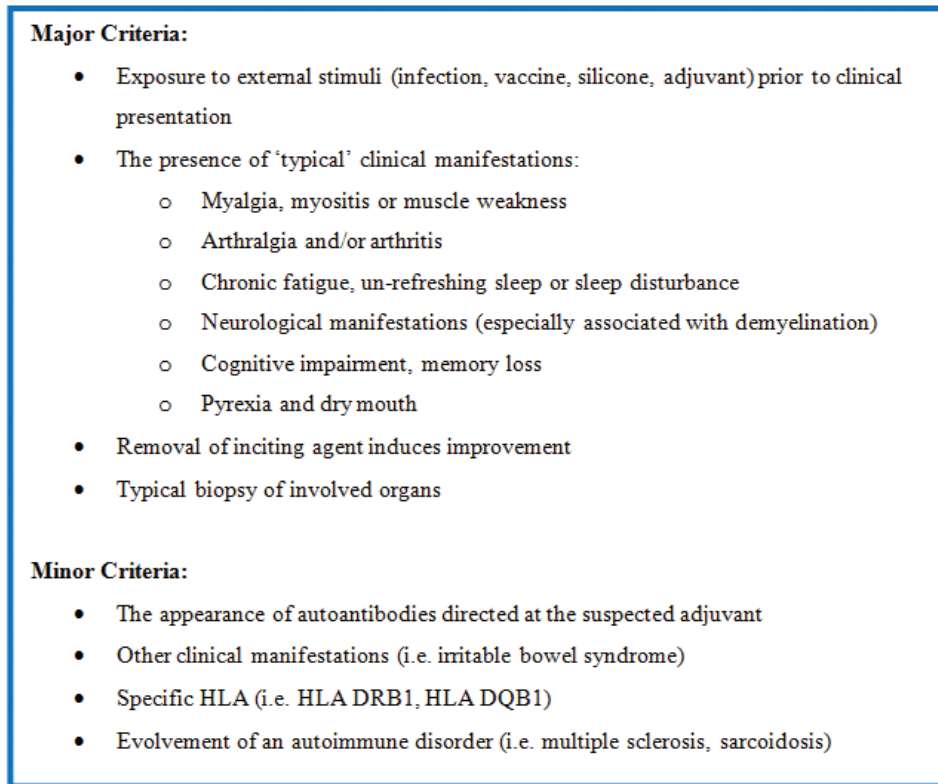 Major Criteria:
• Exposure to external stimuli (infection, vaccine, silicone, adjuvant) prior to clinical
presentation
• The presence of ‘typical’ clinical manifestations:
o Myalgia, myositis or muscle weakness
o Arthralgia and/or arthritis
o Chronic fatigue, un-refreshing sleep or sleep disturbance
o Neurological manifestations (especially associated with demyelination)
o Cognitive impairment, memory loss
o Pyrexia and dry mouth
• Removal of inciting agent induces improvement
• Typical biopsy of involved organs
Minor Criteria:
• The appearance of autoantibodies directed at the suspected adjuvant
• Other clinical manifestations (i.e. irritable bowel syndrome)
• Specific HLA (i.e. HLA DRB1, HLA DQB1)
• Evolvement of an autoimmune disorder (i.e. multiple sclerosis, sarcoidosis)